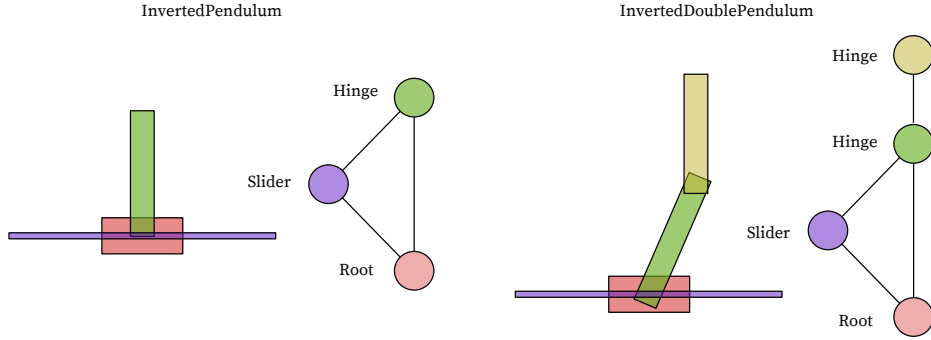 InvertedPendulum
Hinge
Slider
Root
InvertedDoublePendulum
Hinge
Hinge
Slider
Root